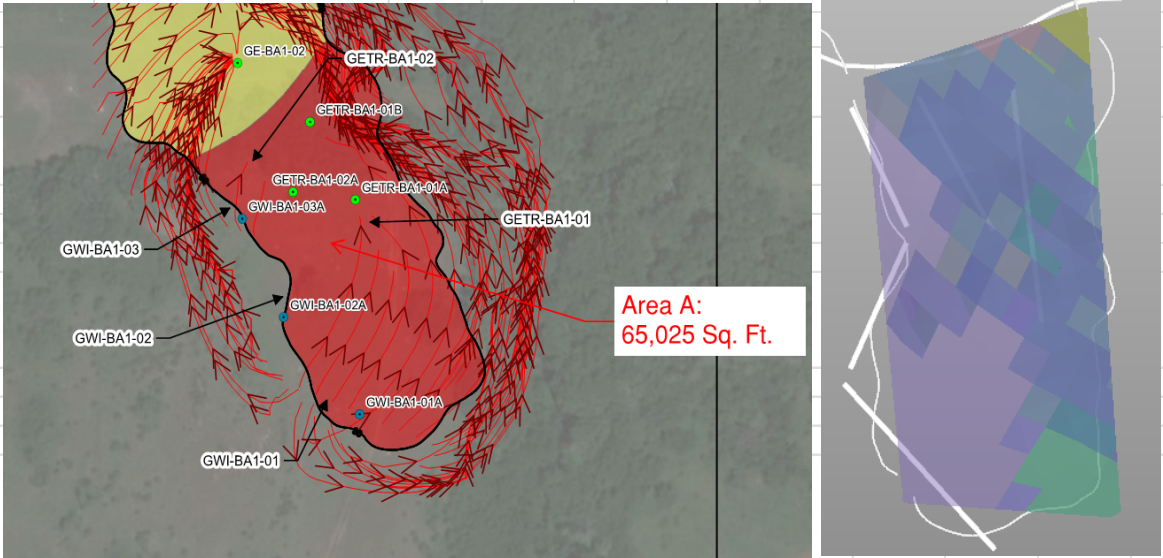 GE-BA1-02
GETR-BA1-02
GETR-BA1-01B
GETR-BA1-02A
GETR-BA1-01A
GWI-BA1-03A
GETR-BA1-01
GWI-BA1-03
GWI-BA1-02A
Area A:
65,025 Sq. Ft.
GWI-BA1-02
GWI-BA1-01A
GWI-BA1-01